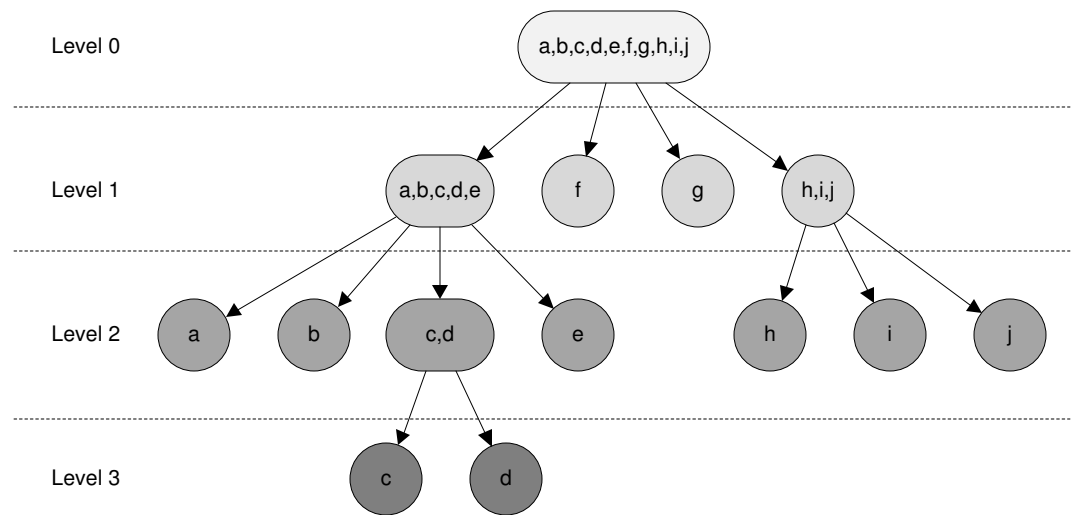 Level 0
a,b,c,d,e,f,g,h,i,j
Level 1
a,b,c,d,e
f
g
h,i,j
Level 2
a
b
c,d
e
h
i
j
Level 3
c
d